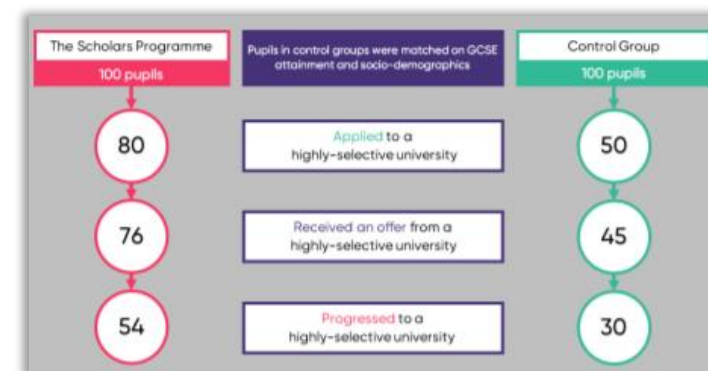 The Scholars Programme
100 pupils
Pupils in control groups were matched on GCSE
attainment and socio-demographics
Control Group
100 pupils
80
Applied to a
highly-selective university
50
76
Received an offer from a
highly-selective university
45
54
Progressed to a
highly-selective university
30